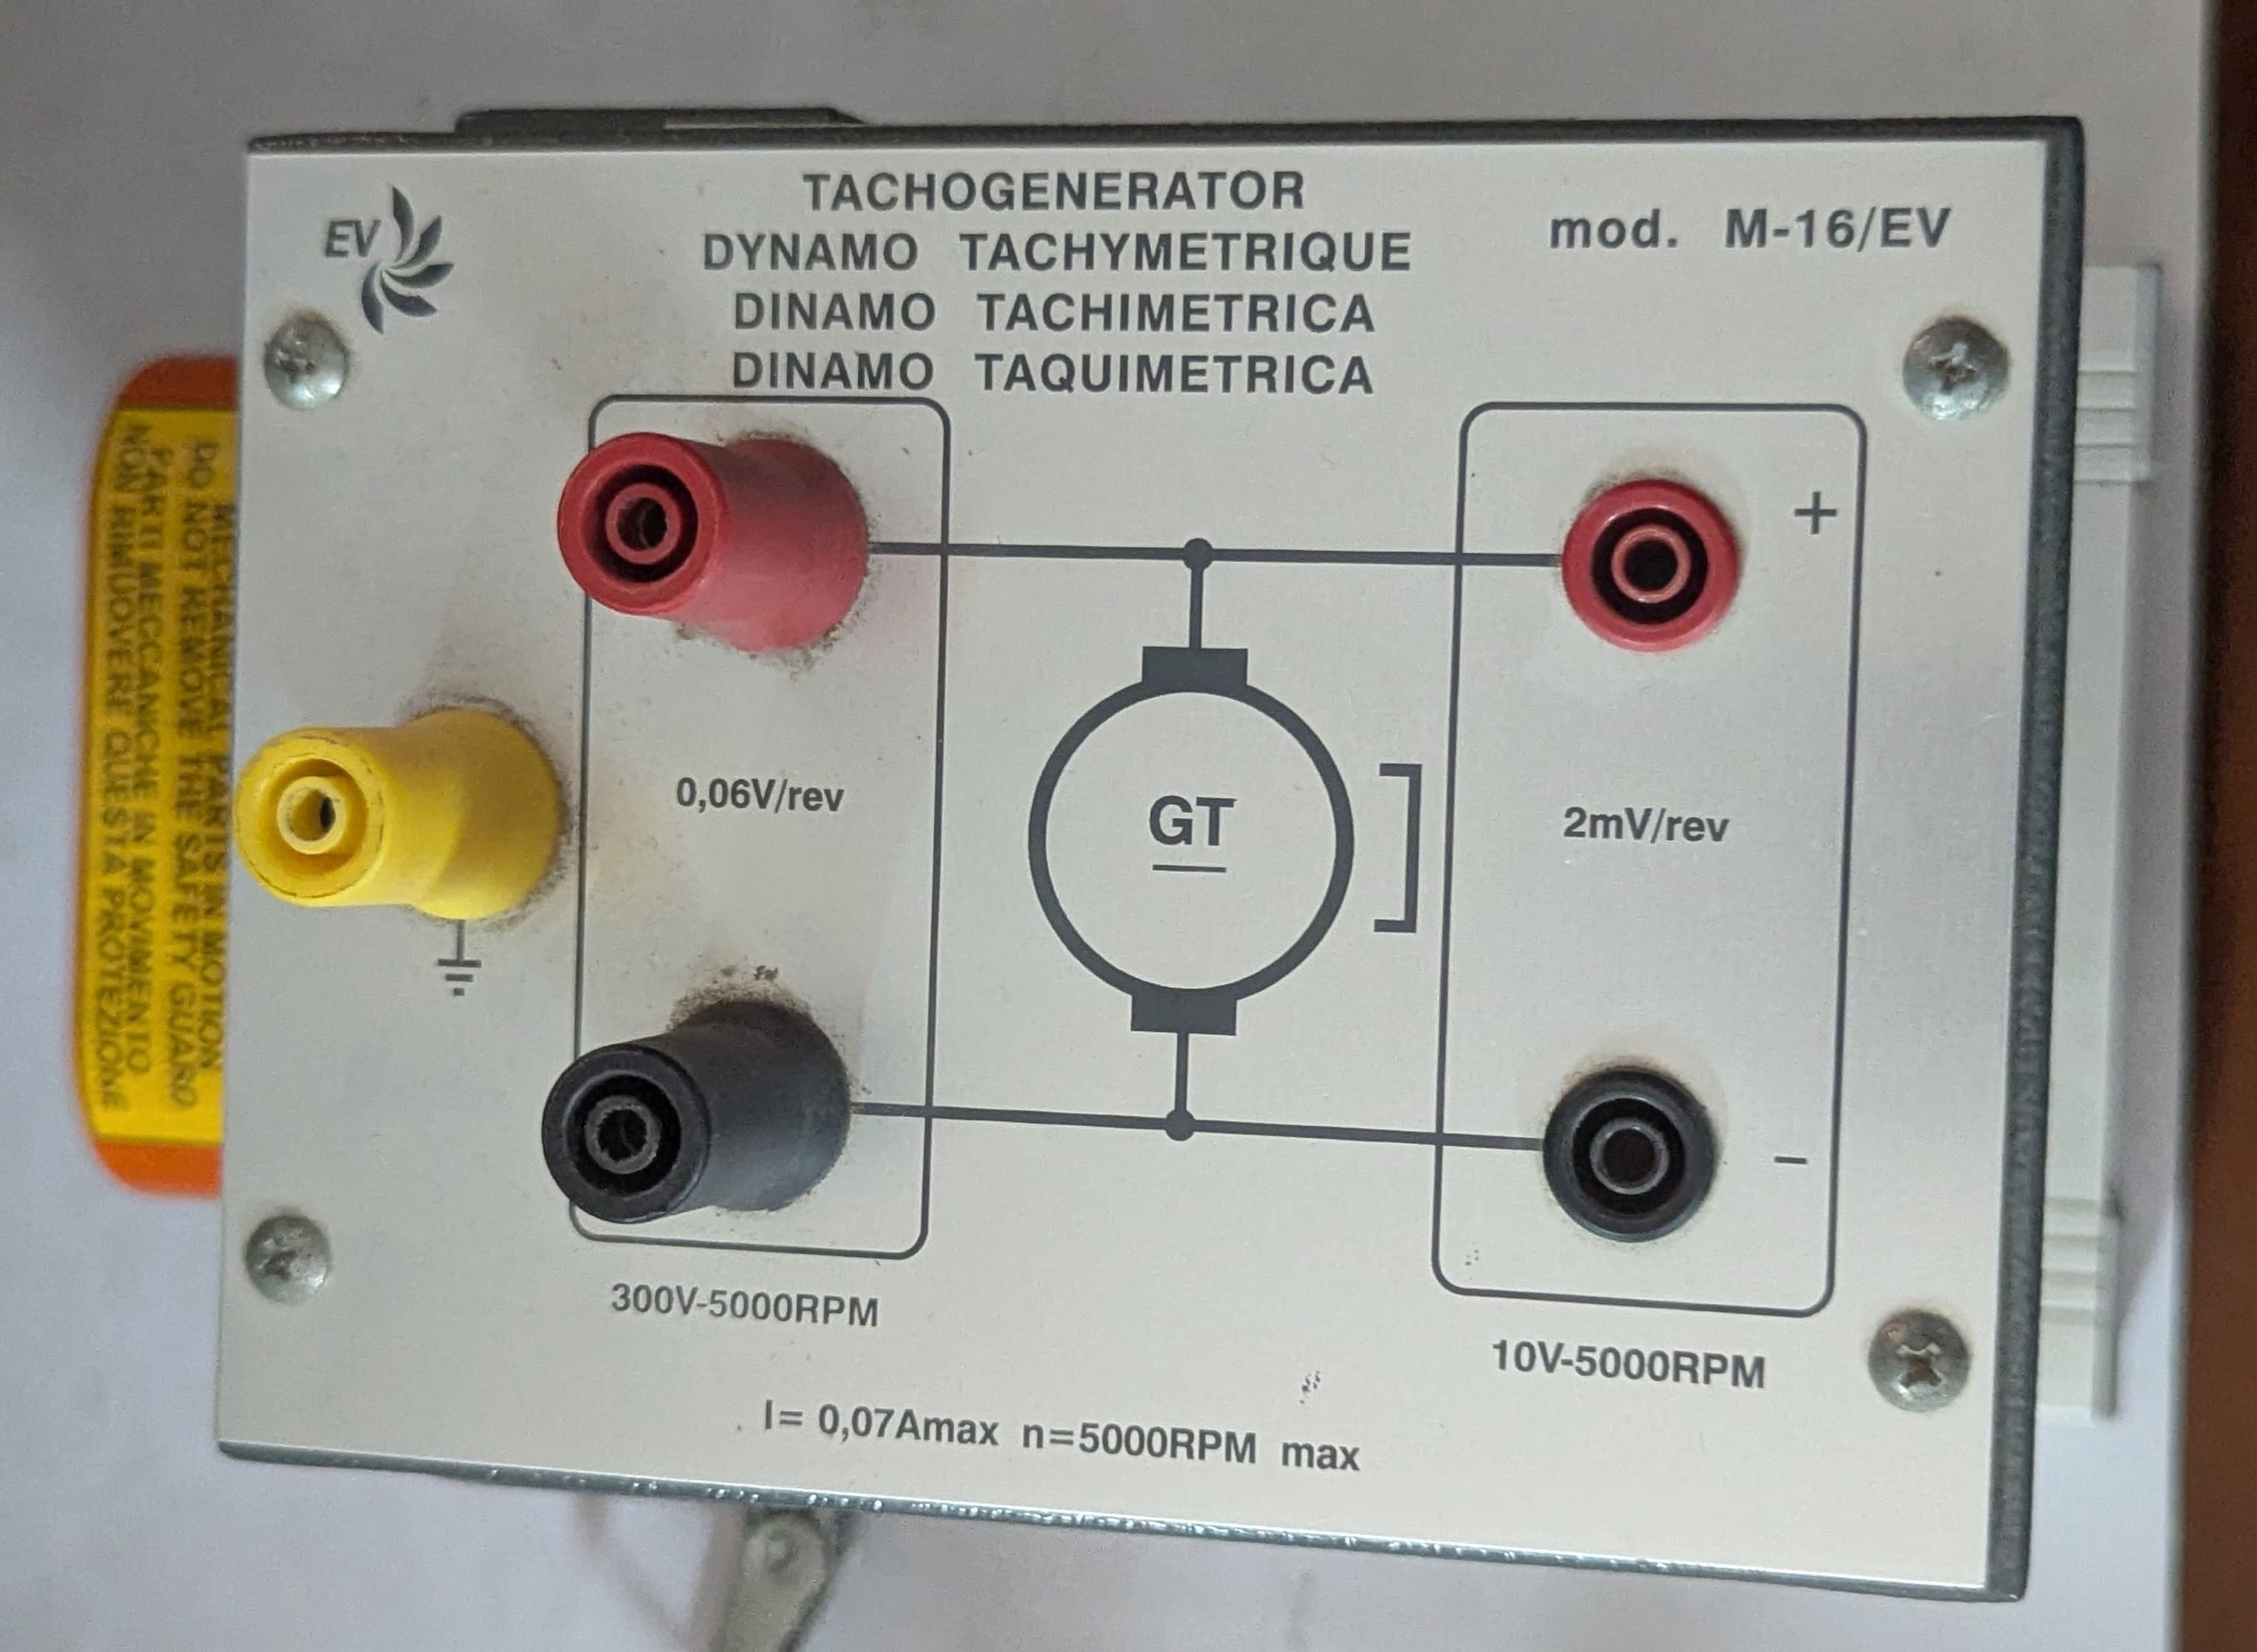 EV
TACHOGENERATOR
DYNAMO TACHYMETRIQUE
DINAMO TACHIMETRICA
DINAMO TAQUIMETRICA
mod. M-16/EV
+
0,06V/rev
GT
2mV/rev
−
300V-5000RPM
10V-5000RPM
I= 0,07Amax n=5000RPM max
MECHANICAL PARTS IN MOTION
DO NOT REMOVE THE SAFETY GUARD
PARTI MECCANICHE IN MOVIMENTO
NON RIMUOVERE QUESTA PROTEZIONE